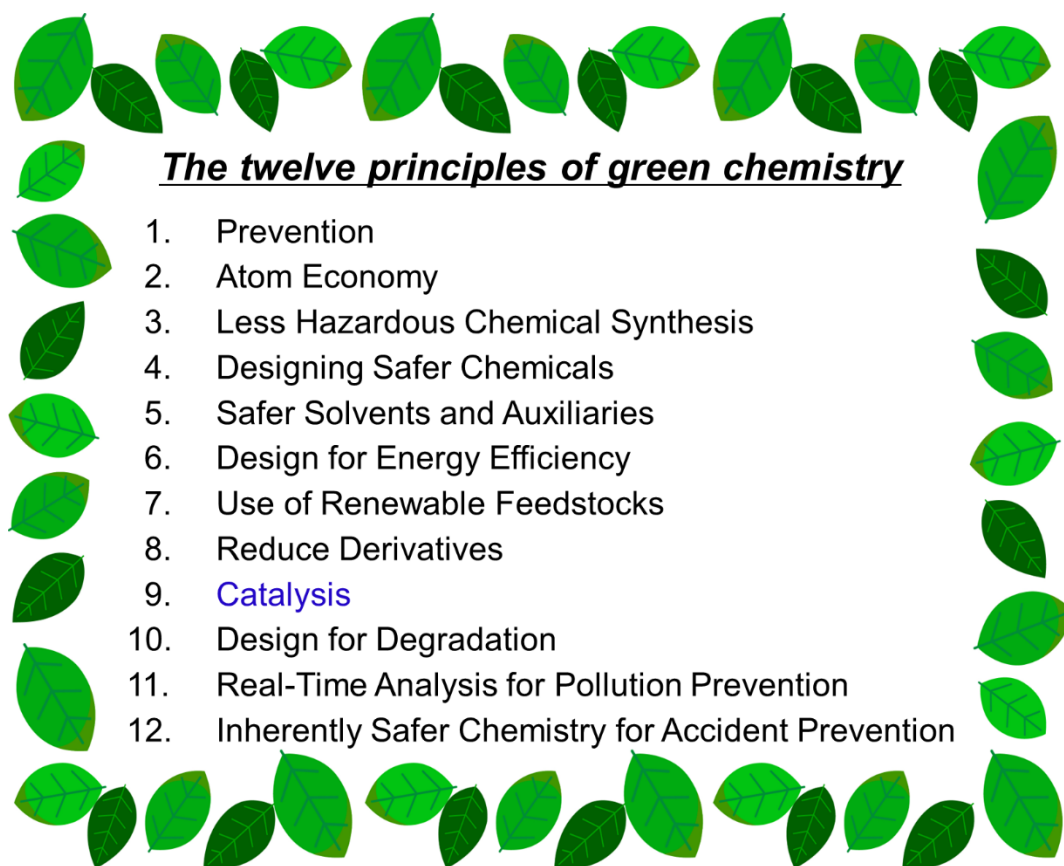 The twelve principles of green chemistry
1. Prevention
2. Atom Economy
3. Less Hazardous Chemical Synthesis
4. Designing Safer Chemicals
5. Safer Solvents and Auxiliaries
6. Design for Energy Efficiency
7. Use of Renewable Feedstocks
8. Reduce Derivatives
9. Catalysis
10. Design for Degradation
11. Real-Time Analysis for Pollution Prevention
12. Inherently Safer Chemistry for Accident Prevention